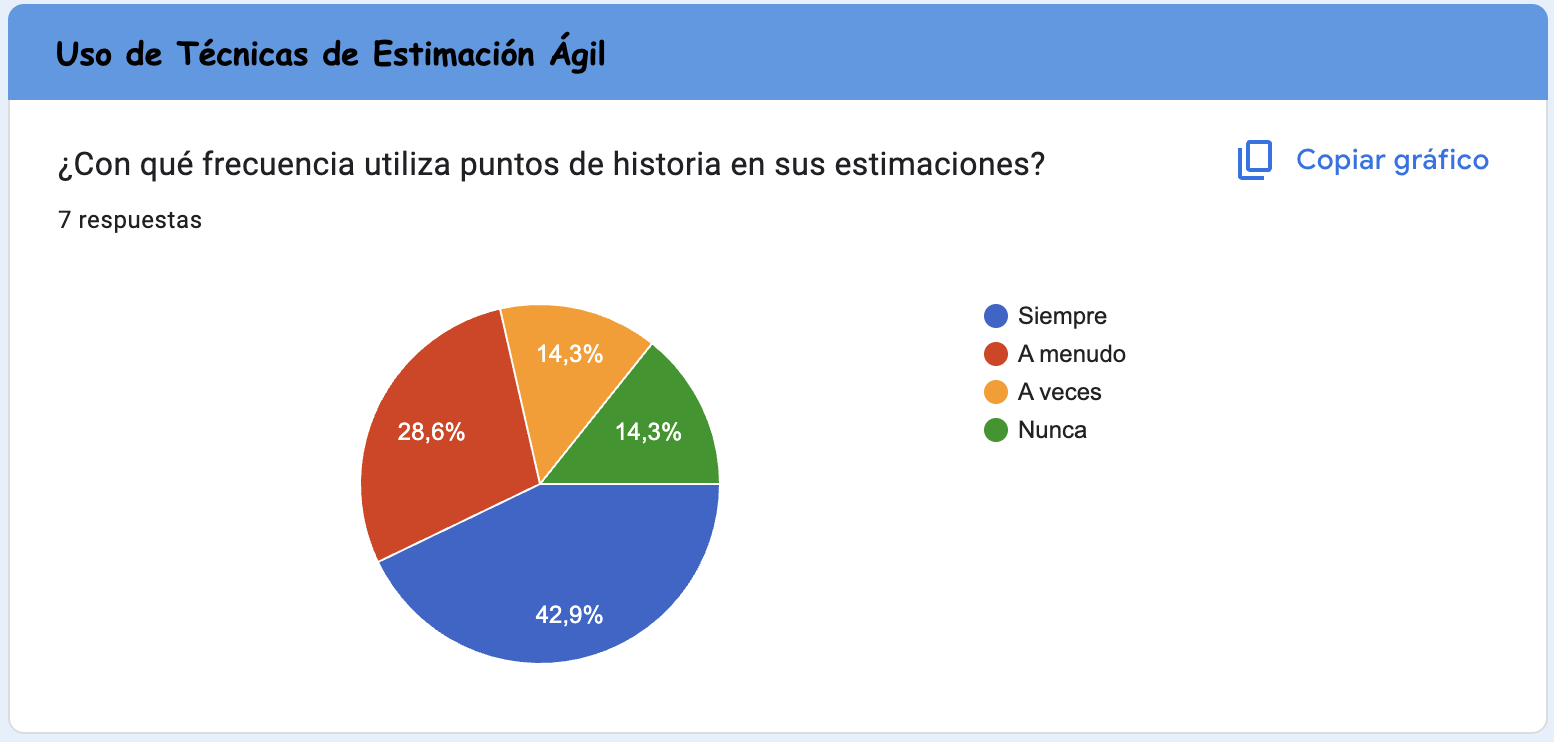 Uso de Técnicas de Estimación Ágil
¿Con qué frecuencia utiliza puntos de historia en sus estimaciones?
Copiar gráfico
7 respuestas
Siempre
A menudo
A veces
Nunca
14,3%
28,6%
14,3%
42,9%